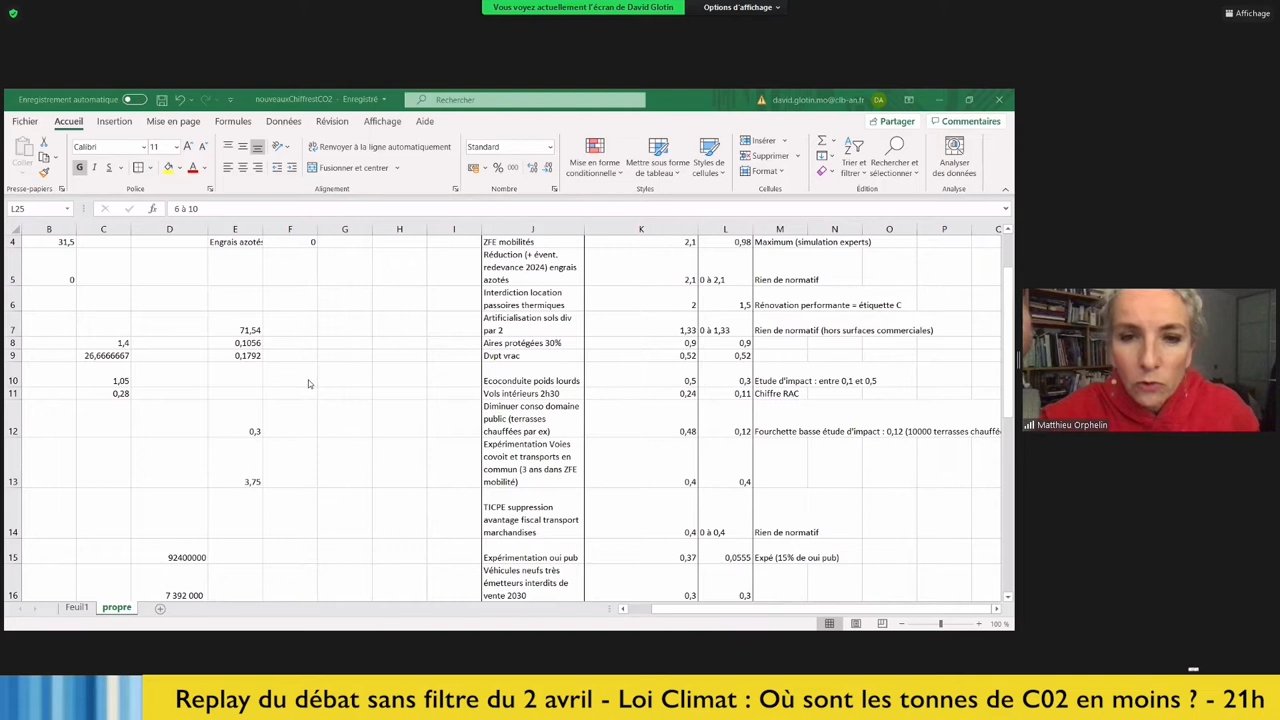 Vous voyez actuellement l'écran de David Glotin
Options d'affichage
Affichage
Enregistrement automatique
nouveauxChiffrestCO2 - Enregistré
Rechercher
david.glotin.mo@clb-an.fr
DA
Fichier Accueil Insertion Mise en page Formules Données Révision Affichage Aide
Partager
Commentaires
Coller
Calibri 11
G I S
Renvoyer à la ligne automatiquement
Fusionner et centrer
Standard
% 000
Mise en forme conditionnelle
Mettre sous forme de tableau
Styles de cellules
Insérer
Supprimer
Format
Trier et filtrer
Rechercher et sélectionner
Analyser des données
Presse-papiers Police Alignement Nombre Styles Cellules Édition Analyse
L25 fx 6 à 10
B C D E F G H I J K L M N O P
4 31,5 Engrais azotés 0 ZFE mobilités 2,1 0,98 Maximum (simulation experts)
Réduction (+ évent.
redevance 2024) engrais
5 0 azotés 2,1 0 à 2,1 Rien de normatif
Interdiction location
6 passoires thermiques 2 1,5 Rénovation performante = étiquette C
Artificialisation sols div
7 71,54 par 2 1,33 0 à 1,33 Rien de normatif (hors surfaces commerciales)
8 1,4 0,1056 Aires protégées 30% 0,9 0,9
9 26,6666667 0,1792 Dvpt vrac 0,52 0,52
10 1,05 Ecoconduite poids lourds 0,5 0,3 Etude d'impact : entre 0,1 et 0,5
11 0,28 Vols intérieurs 2h30 0,24 0,11 Chiffre RAC
Diminuer conso domaine
public (terrasses
12 0,3 chauffées par ex) 0,48 0,12 Fourchette basse étude d'impact : 0,12 (10000 terrasses chauffée
Expérimentation Voies
covoit et transports en
commun (3 ans dans ZFE
13 3,75 mobilité) 0,4 0,4
TICPE suppression
avantage fiscal transport
14 marchandises 0,4 0 à 0,4 Rien de normatif
15 92400000 Expérimentation oui pub 0,37 0,0555 Expé (15% de oui pub)
Véhicules neufs très
émetteurs interdits de
16 7 392 000 vente 2030 0,3 0,3
Feuil1 propre
100 %
Matthieu Orphelin
Replay du débat sans filtre du 2 avril - Loi Climat : Où sont les tonnes de C02 en moins ? - 21h